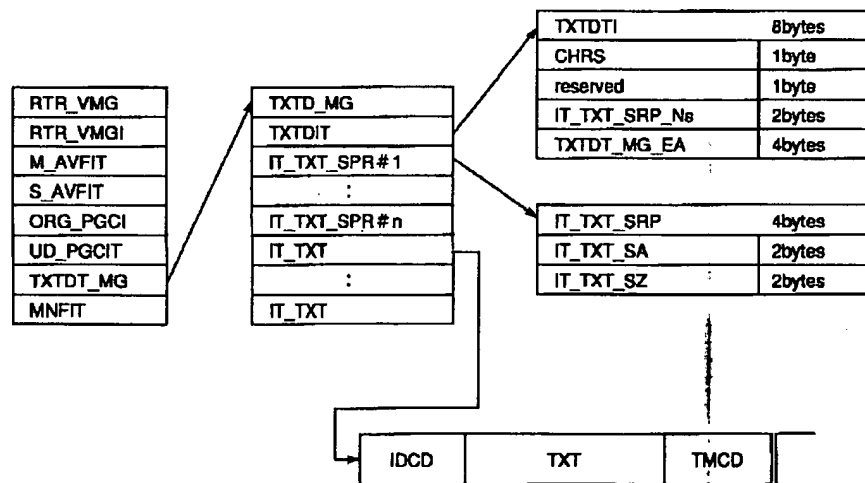 RTR_VMG
RTR_VMGI
M_AVFIT
S_AVFIT
ORG_PGCI
UD_PGCIT
TXTDT_MG
MNFIT
TXTD_MG
TXTDIT
IT_TXT_SPR#1
:
IT_TXT_SPR#n
IT_TXT
:
IT_TXT
TXTDTI 8bytes
CHRS 1byte
reserved 1byte
IT_TXT_SRP_Ns 2bytes
TXTDT_MG_EA 4bytes
IT_TXT_SRP 4bytes
IT_TXT_SA 2bytes
IT_TXT_SZ 2bytes
IDCD TXT TMCD